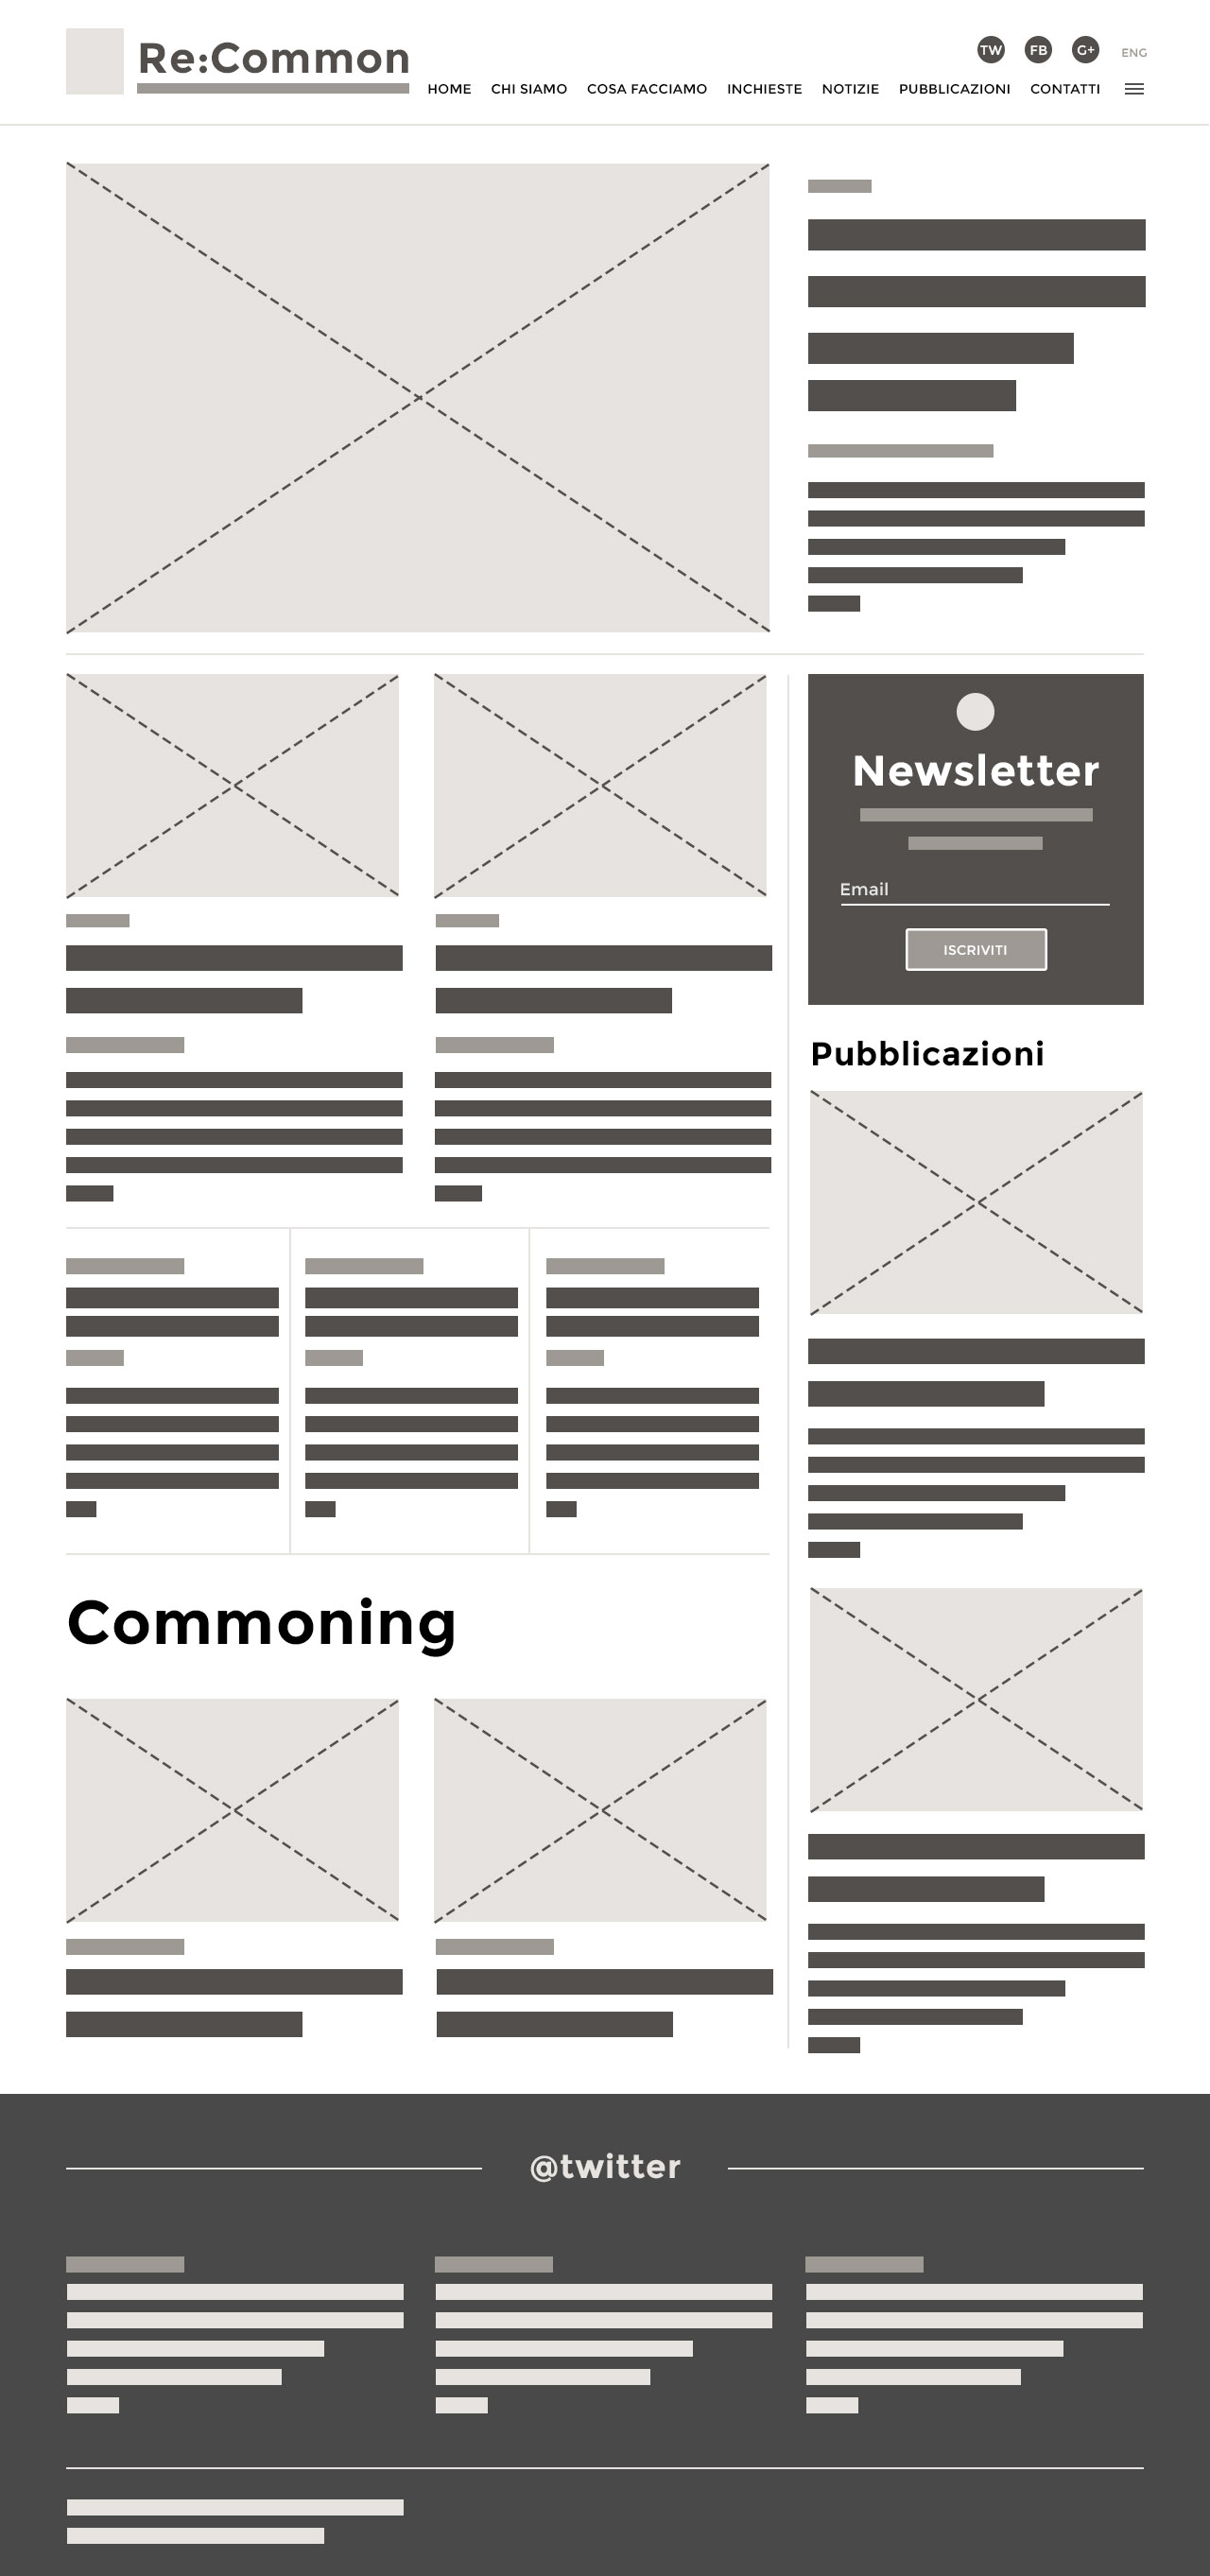 Re:Common
TW FB G+ ENG
HOME CHI SIAMO COSA FACCIAMO INCHIESTE NOTIZIE PUBBLICAZIONI CONTATTI
Newsletter
Email
ISCRIVITI
Pubblicazioni
Commoning
@twitter